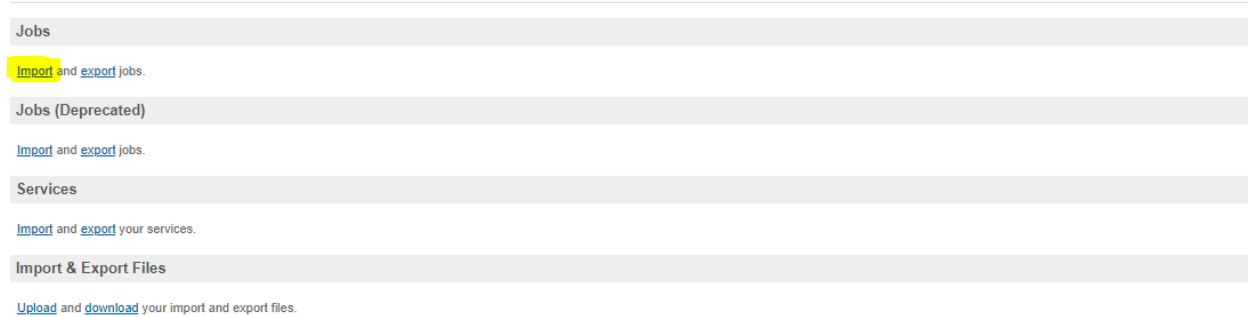 Jobs
Import and export jobs.
Jobs (Deprecated)
Import and export jobs.
Services
Import and export your services.
Import & Export Files
Upload and download your import and export files.